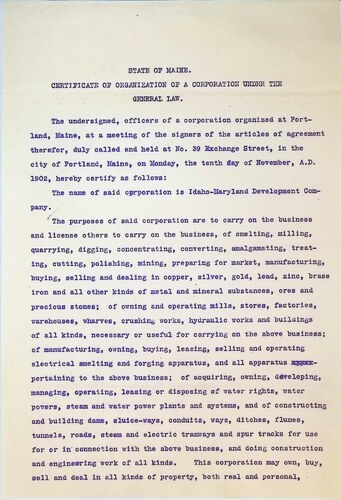 STATE OF MAINE.
CERTIFICATE OF ORGANIZATION OF A CORPORATION UNDER THE
GENERAL LAW.
The undersigned, officers of a corporation organized at Port-
land, Maine, at a meeting of the signers of the articles of agreement
therefor, duly called and held at No. 39 Exchange Street, in the
city of Portland, Maine, on Monday, the tenth day of November, A.D.
1902, hereby certify as follows:
The name of said corporation is Idaho-Maryland Development Com-
pany.
The purposes of said corporation are to carry on the business
and license others to carry on the business, of smelting, milling,
quarrying, digging, concentrating, converting, amalgamating, treat-
ing, cutting, polishing, mining, preparing for market, manufacturing,
buying, selling and dealing in copper, silver, gold, lead, zinc, brass
iron and all other kinds of metal and mineral substances, ores and
precious stones; of owning and operating mills, stores, factories,
warehouses, wharves, crushing works, hydraulic works and buildings
of all kinds, necessary or useful for carrying on the above business;
of manufacturing, owning, buying, leasing, selling and operating
electrical smelting and forging apparatus, and all apparatus
pertaining to the above business; of acquiring, owning, developing,
managing, operating, leasing or disposing of water rights, water
powers, steam and water power plants and systems, and of constructing
and building dams, sluice-ways, conduits, ways, ditches, flumes,
tunnels, roads, steam and electric tramways and spur tracks for use
for or in connection with the above business, and doing construction
and engineering work of all kinds. This corporation may own, buy,
sell and deal in all kinds of property, both real and personal,